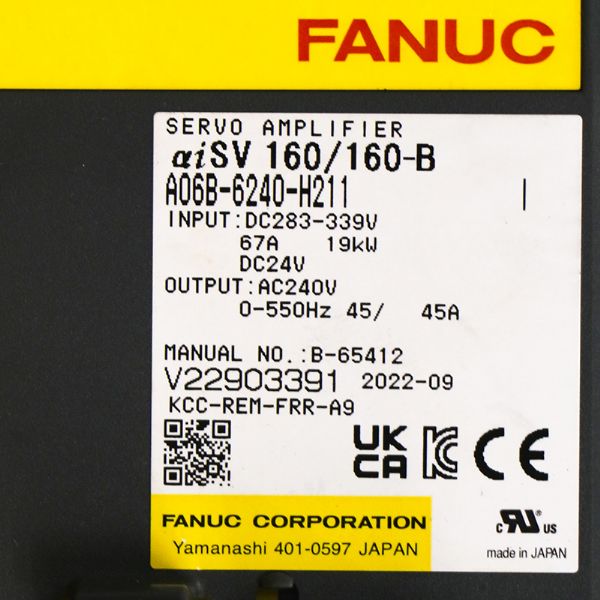 FANUC
SERVO AMPLIFIER
αiSV 160/160-B
A06B-6240-H211 I
INPUT:DC283-339V
67A 19kW
DC24V
OUTPUT:AC240V
0-550Hz 45/ 45A
MANUAL NO.:B-65412
V22903391 2022-09
KCC-REM-FRR-A9
UK
CA
CE
FANUC CORPORATION
Yamanashi 401-0597 JAPAN
c RU® US
made in JAPAN